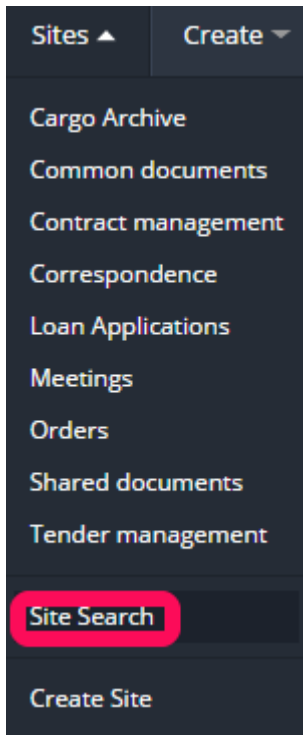 Sites Create
Cargo Archive
Common documents
Contract management
Correspondence
Loan Applications
Meetings
Orders
Shared documents
Tender management
Site Search
Create Site